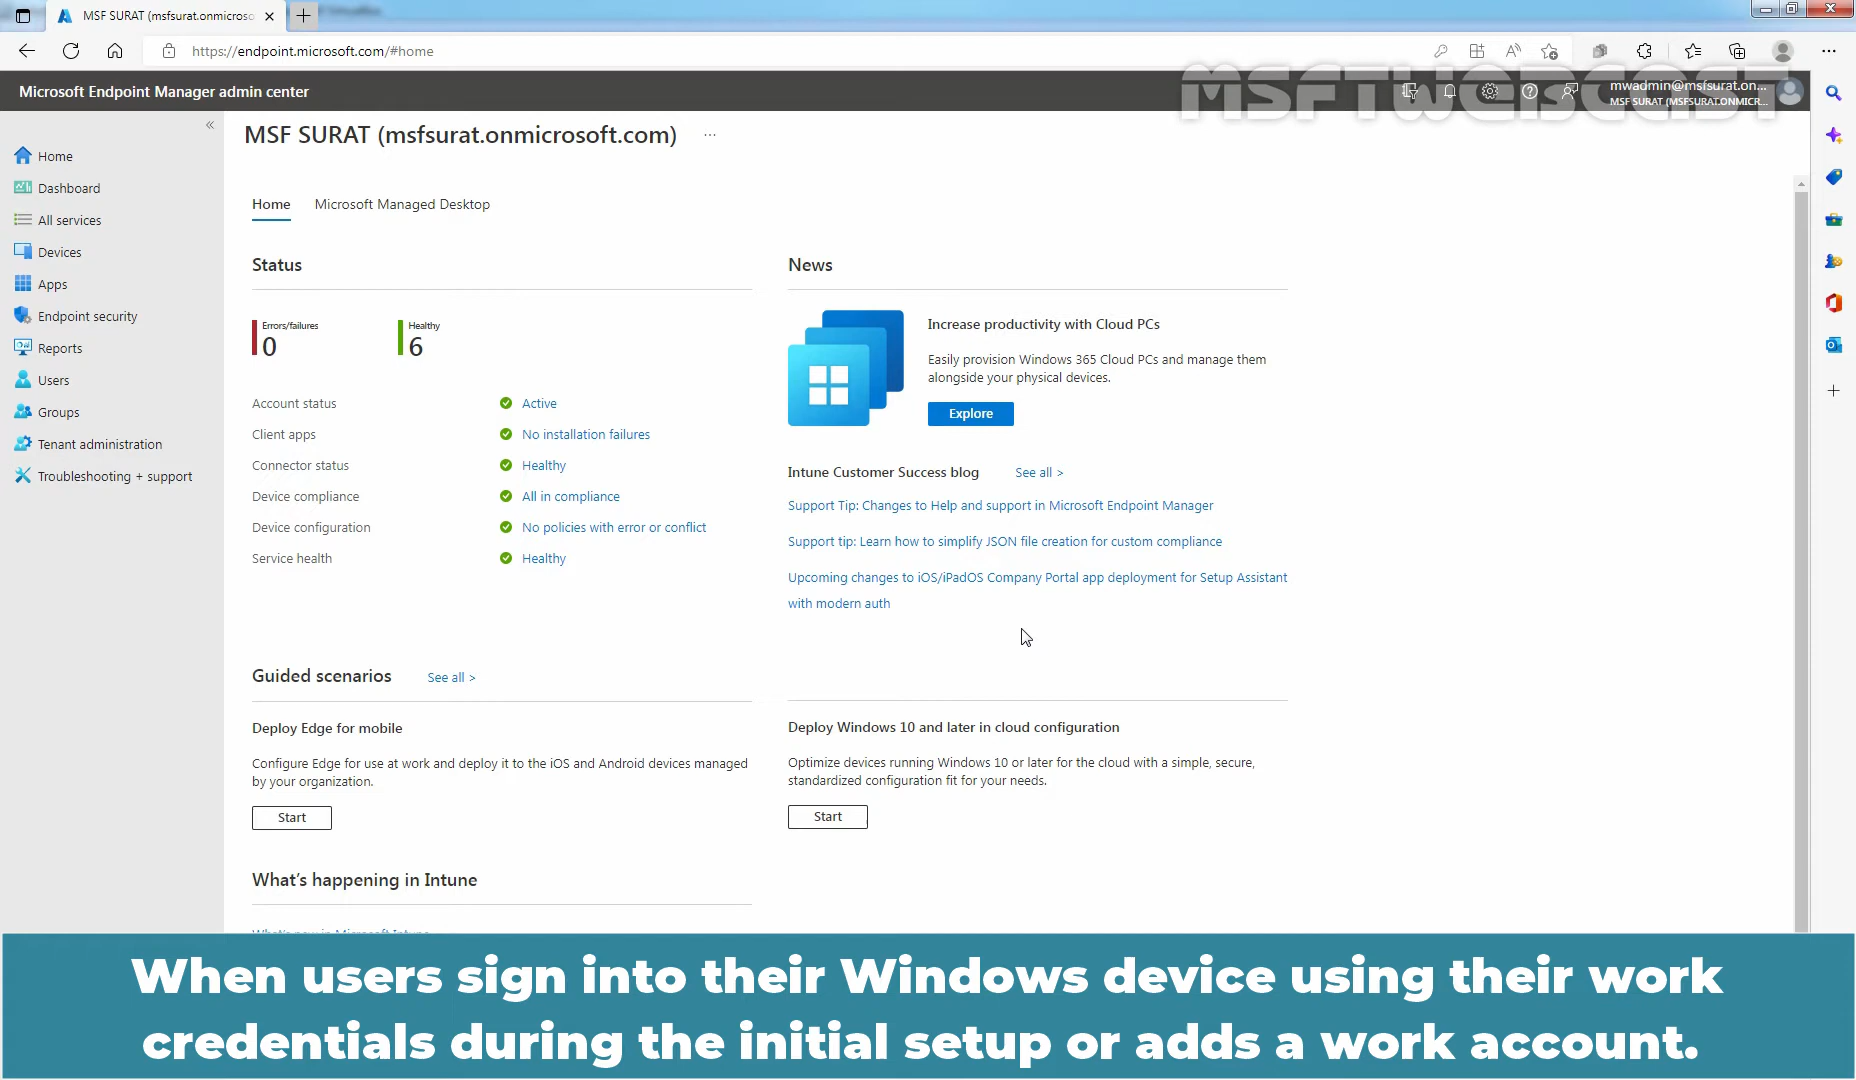 MSF SURAT (msfsurat.onmicroso
https://endpoint.microsoft.com/#home
MSFTWEBCAST
Microsoft Endpoint Manager admin center
mwadmin@msfsurat.on...
MSF SURAT (MSFSURAT.ONMICR...
«
MSF SURAT (msfsurat.onmicrosoft.com)
...
Home
Dashboard
All services
Devices
Apps
Endpoint security
Reports
Users
Groups
Tenant administration
Troubleshooting + support
Home
Microsoft Managed Desktop
Status
Errors/failures
0
Healthy
6
Account status
Active
Client apps
No installation failures
Connector status
Healthy
Device compliance
All in compliance
Device configuration
No policies with error or conflict
Service health
Healthy
News
Increase productivity with Cloud PCs
Easily provision Windows 365 Cloud PCs and manage them
alongside your physical devices.
Explore
Intune Customer Success blog
See all >
Support Tip: Changes to Help and support in Microsoft Endpoint Manager
Support tip: Learn how to simplify JSON file creation for custom compliance
Upcoming changes to iOS/iPadOS Company Portal app deployment for Setup Assistant
with modern auth
Guided scenarios
See all >
Deploy Edge for mobile
Configure Edge for use at work and deploy it to the iOS and Android devices managed
by your organization.
Start
Deploy Windows 10 and later in cloud configuration
Optimize devices running Windows 10 or later for the cloud with a simple, secure,
standardized configuration fit for your needs.
Start
What's happening in Intune
What's new in Microsoft Intune
When users sign into their Windows device using their work
credentials during the initial setup or adds a work account.